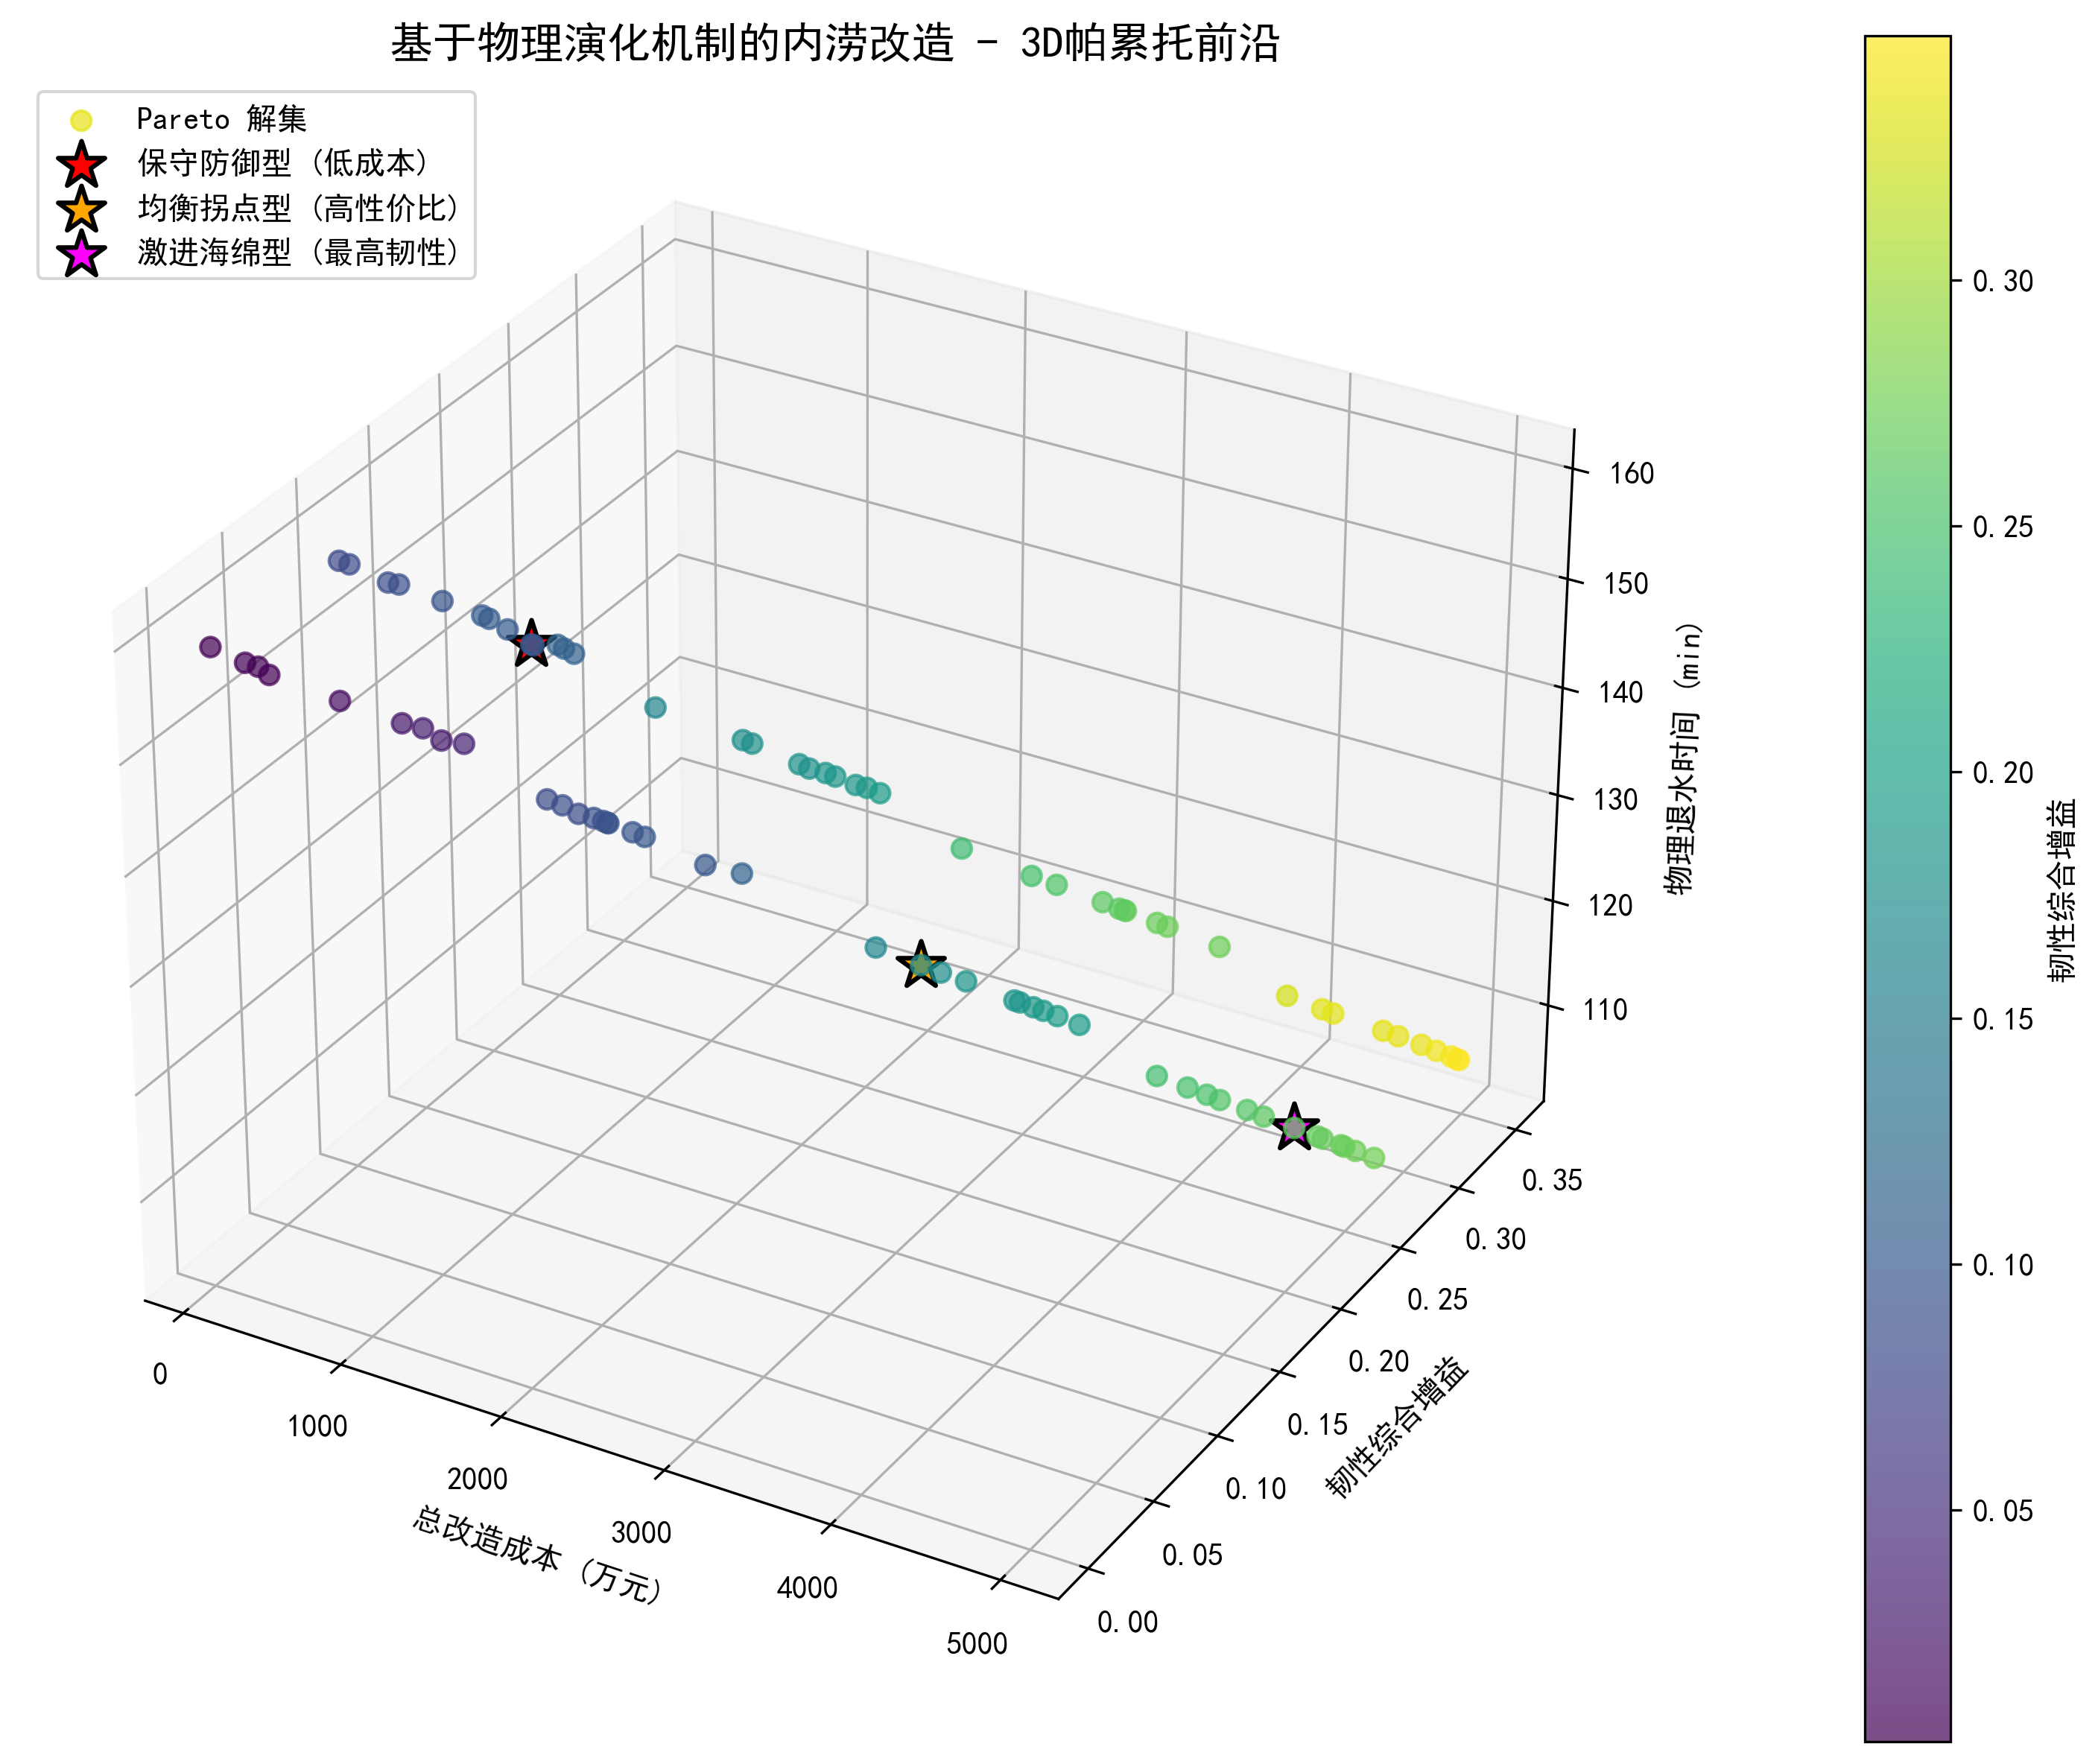 基于物理演化机制的内涝改造 - 3D帕累托前沿
Pareto 解集
保守防御型 (低成本)
均衡拐点型 (高性价比)
激进海绵型 (最高韧性)
0
1000
2000
3000
4000
5000
总改造成本 (万元)
0.00
0.05
0.10
0.15
0.20
0.25
0.30
0.35
韧性综合增益
110
120
130
140
150
160
物理退水时间 (min)
0.30
0.25
0.20
0.15
0.10
0.05
韧性综合增益